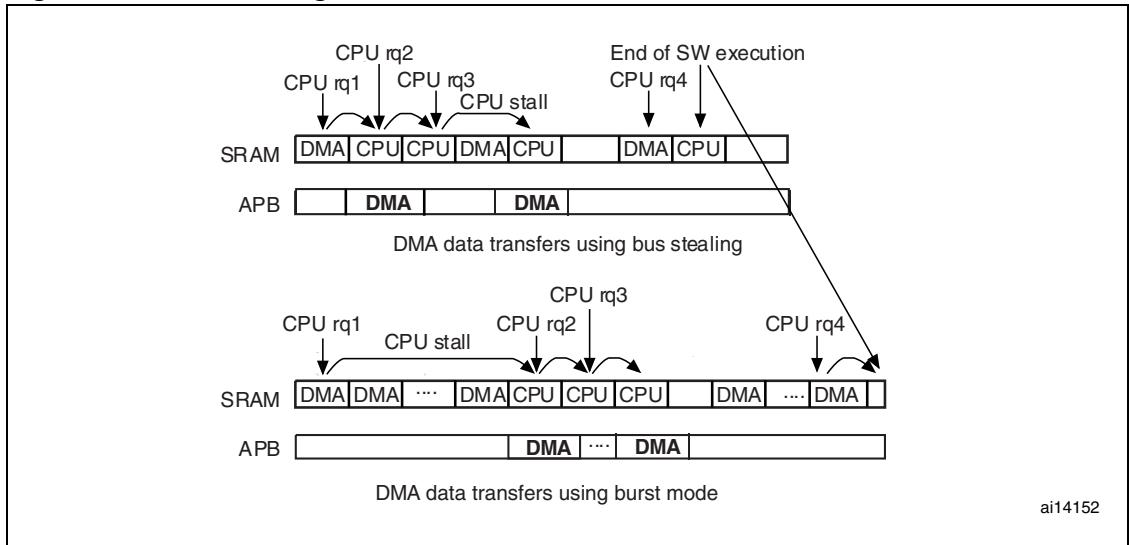 CPU rq2 End of SW execution
CPU rq1 CPU rq3 CPU rq4
CPU stall
SRAM DMA CPU CPU DMA CPU DMA CPU
APB DMA DMA
DMA data transfers using bus stealing
CPU rq3
CPU rq1 CPU rq2 CPU rq4
CPU stall
SRAM DMA DMA .... DMA CPU CPU CPU DMA .... DMA
APB DMA .... DMA
DMA data transfers using burst mode
ai14152